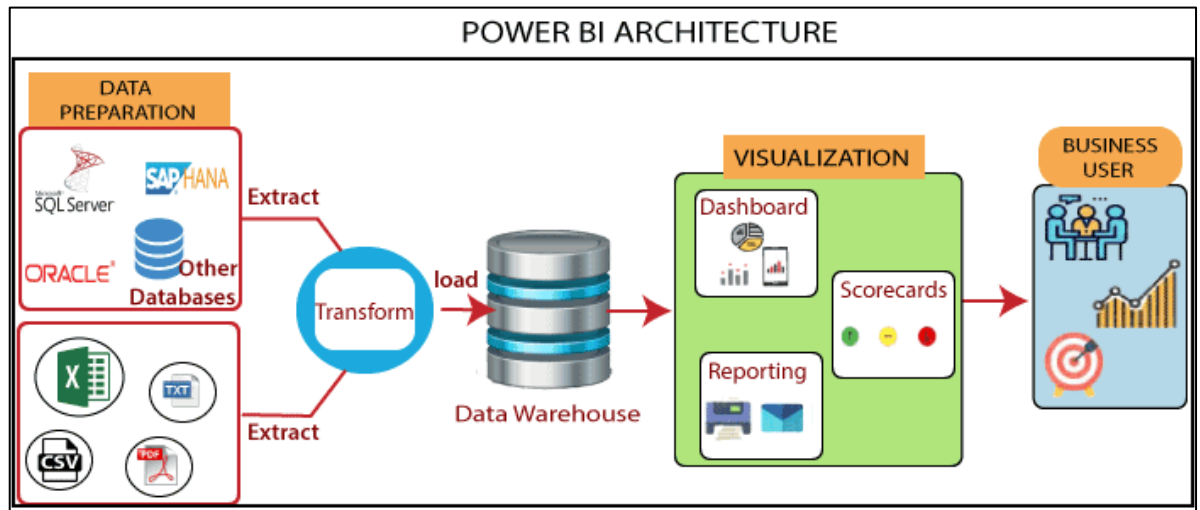 POWER BI ARCHITECTURE
DATA
PREPARATION
Microsoft
SQL Server
SAP HANA
ORACLE
Other
Databases
Extract
X
TXT
CSV
PDF
Extract
Transform
load
Data Warehouse
VISUALIZATION
Dashboard
Scorecards
Reporting
BUSINESS
USER